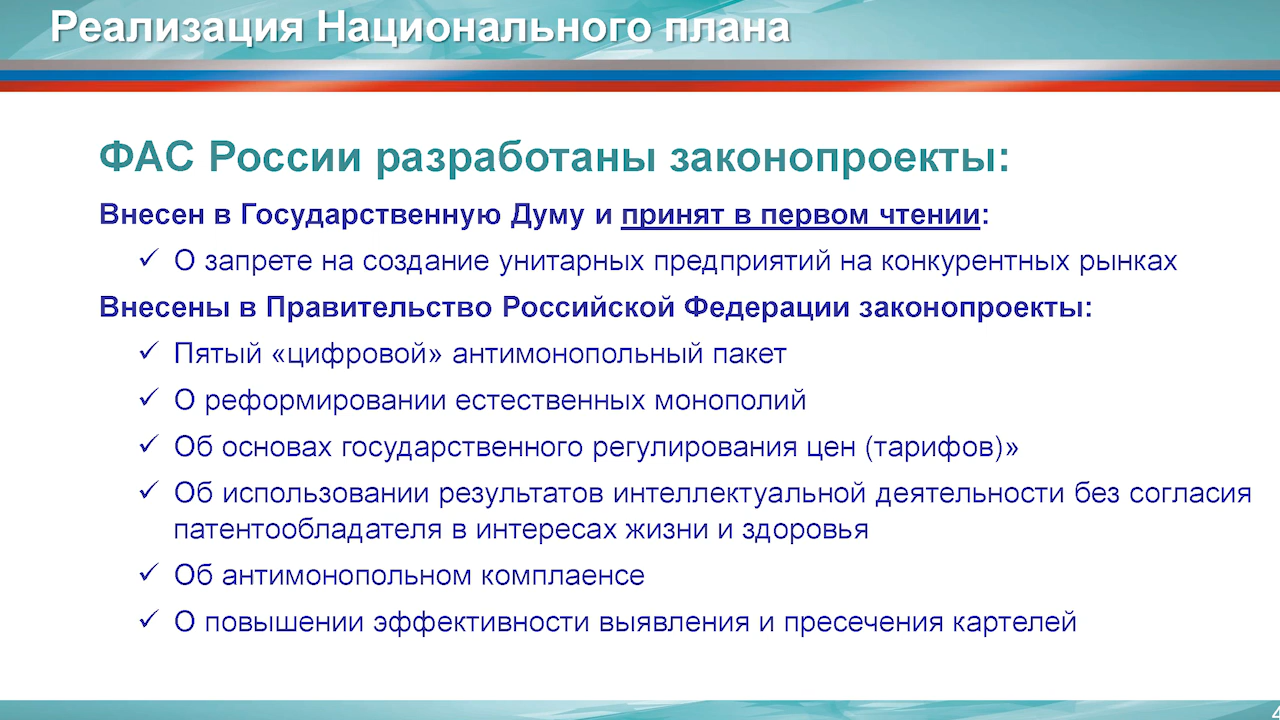 Реализация Национального плана
ФАС России разработаны законопроекты:
Внесен в Государственную Думу и принят в первом чтении:
✓ О запрете на создание унитарных предприятий на конкурентных рынках
Внесены в Правительство Российской Федерации законопроекты:
✓ Пятый «цифровой» антимонопольный пакет
✓ О реформировании естественных монополий
✓ Об основах государственного регулирования цен (тарифов)»
✓ Об использовании результатов интеллектуальной деятельности без согласия
патентообладателя в интересах жизни и здоровья
✓ Об антимонопольном комплаенсе
✓ О повышении эффективности выявления и пресечения картелей